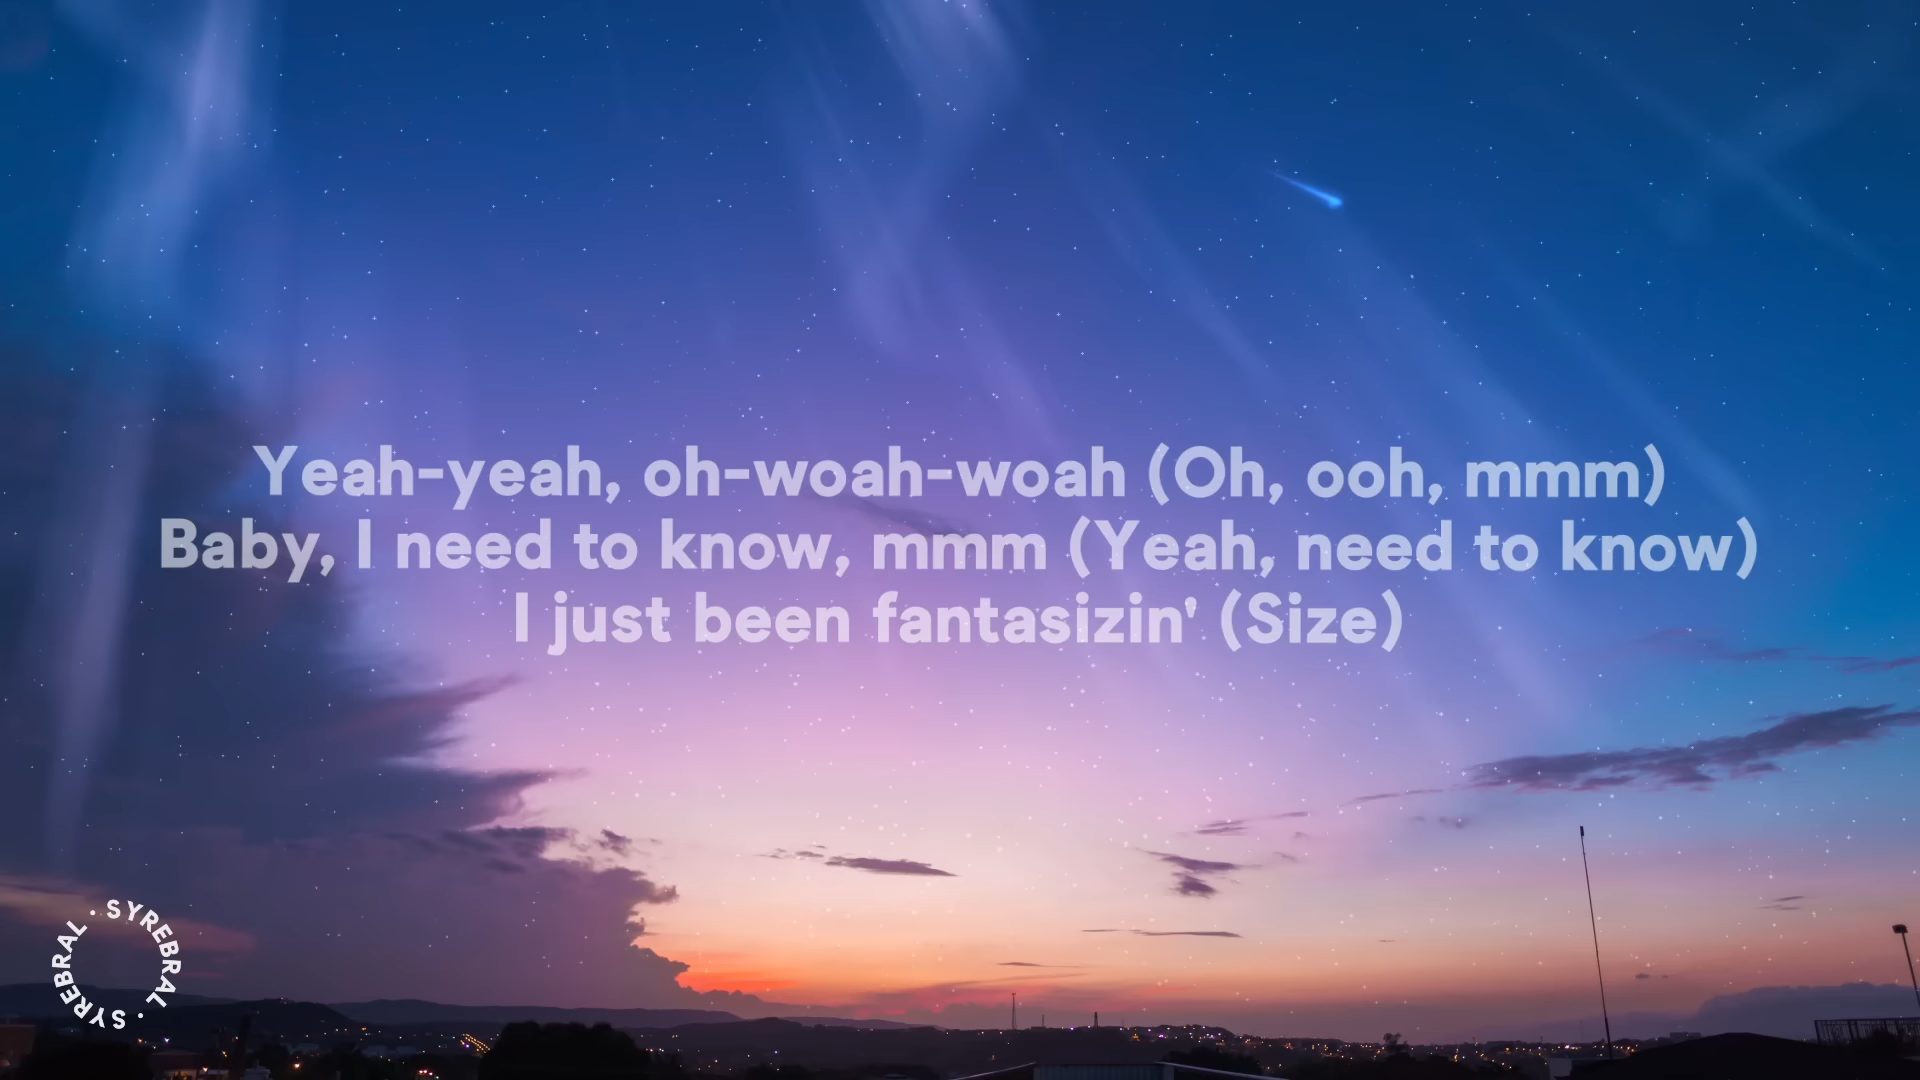 Yeah-yeah, oh-woah-woah (Oh, ooh, mmm)
Baby, I need to know, mmm (Yeah, need to know)
I just been fantasizin' (Size)
SYREBRAL · SYREBRAL ·